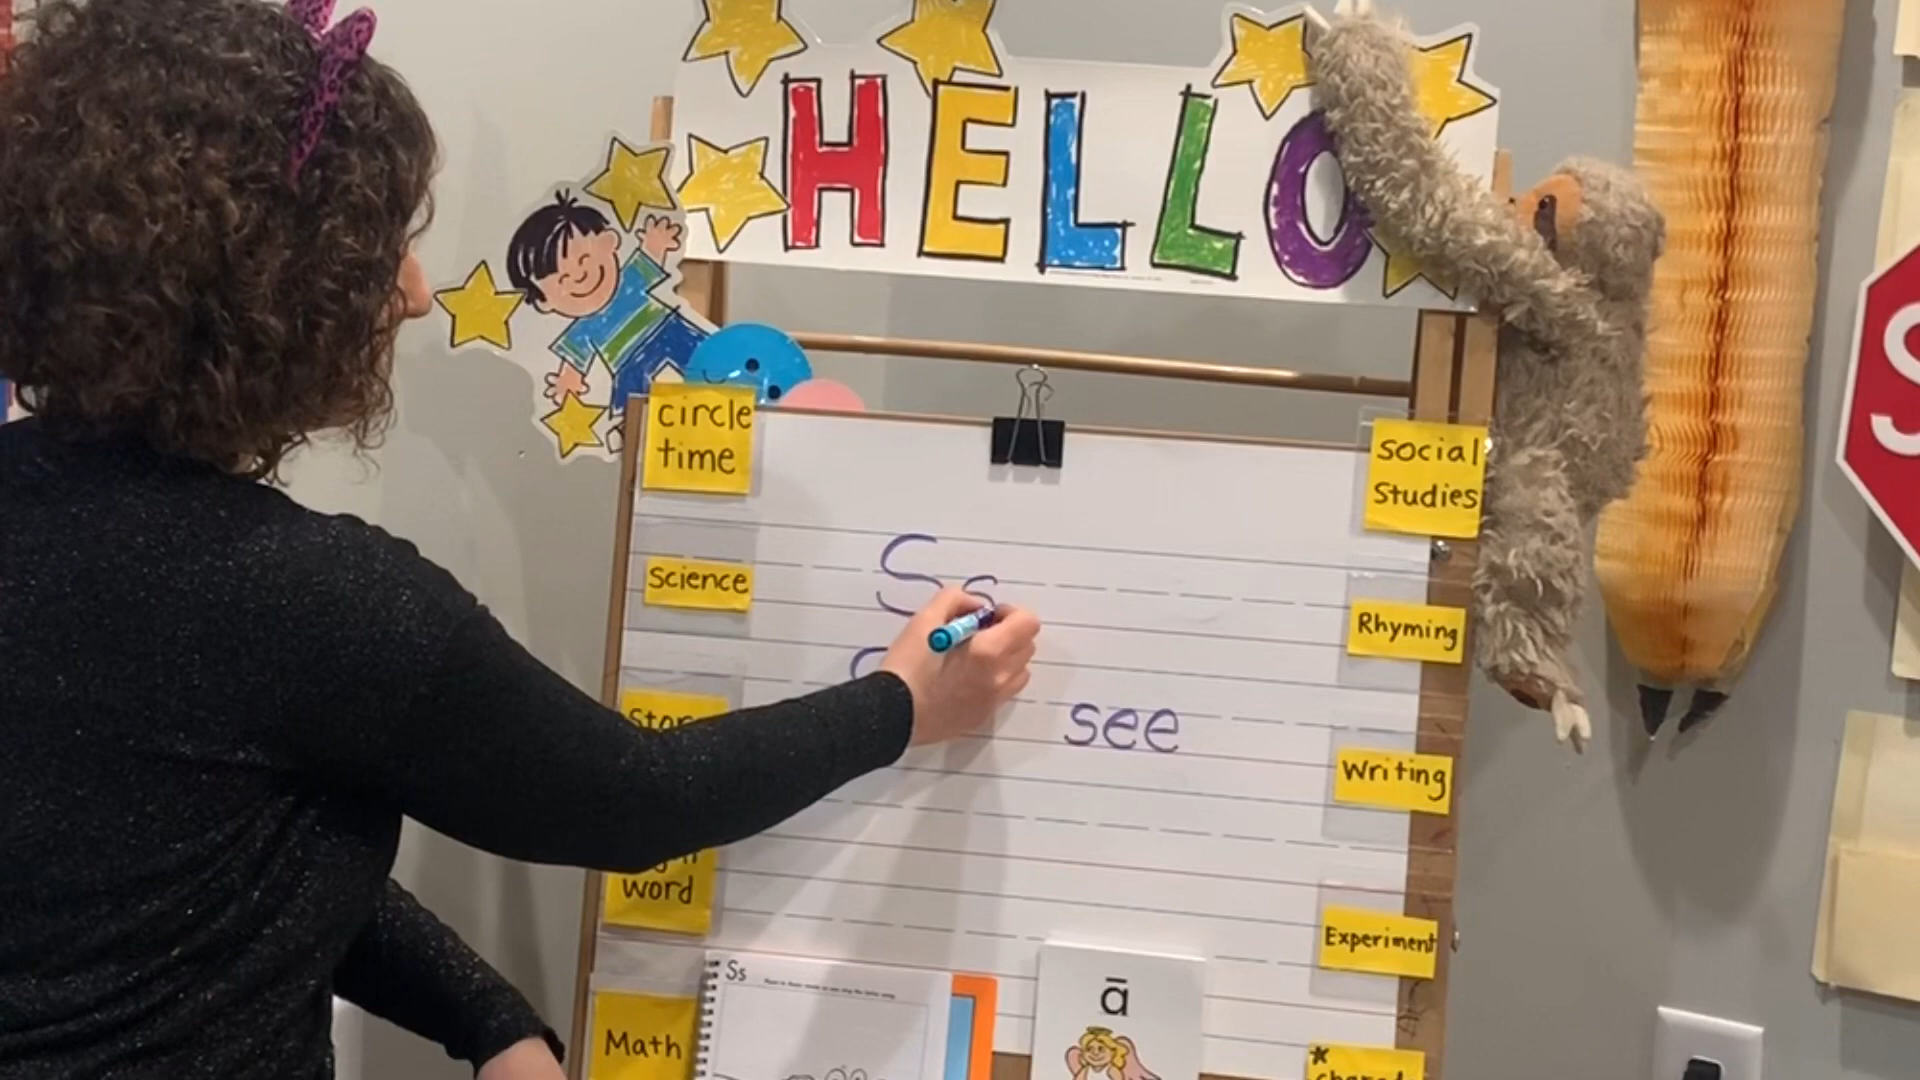 HELLO
circle
time
Science
word
Math
Ss
see
social
studies
Rhyming
Writing
Experiment
Ss
ā